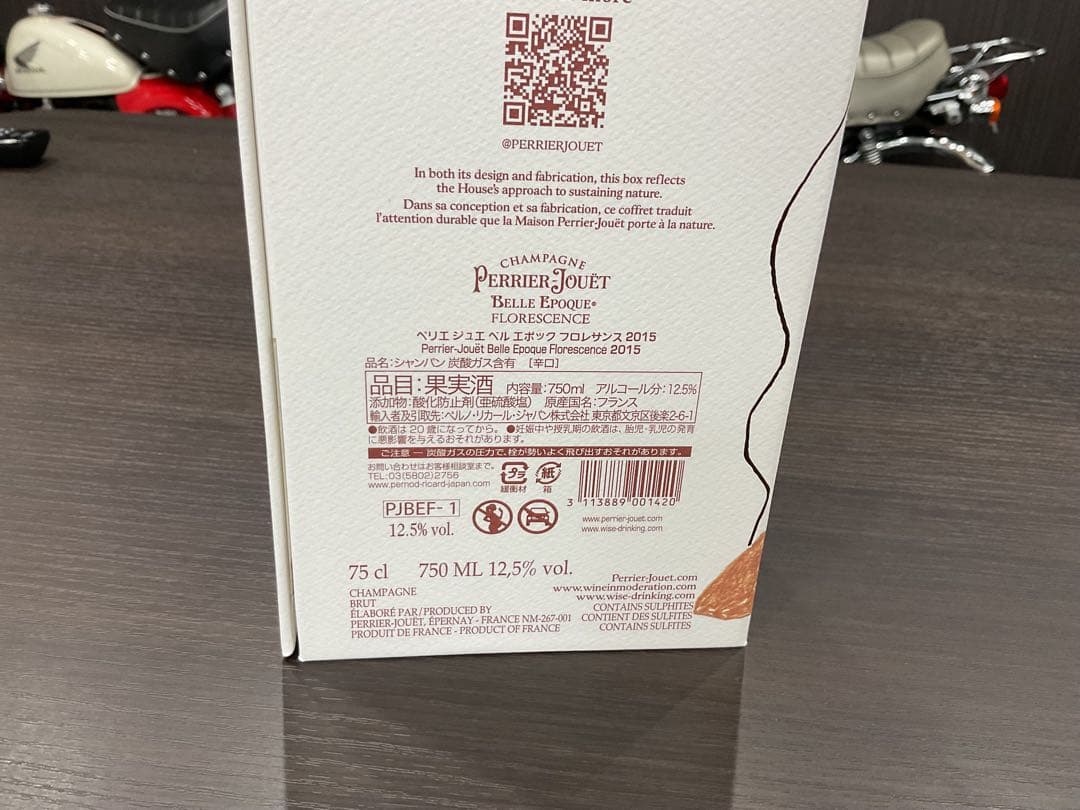 @PERRIERJOUET
In both its design and fabrication, this box reflects
the House's approach to sustaining nature.
Dans sa conception et sa fabrication, ce coffret traduit
l'attention durable que la Maison Perrier-Jouët porte à la nature.
CHAMPAGNE
PERRIER-JOUËT
BELLE EPOQUE®
FLORESCENCE
ペリエ ジュエ ベル エポック フロレサンス 2015
Perrier-Jouët Belle Epoque Florescence 2015
品名:シャンパン 炭酸ガス含有 [辛口]
品目:果実酒 内容量:750ml アルコール分:12.5%
添加物:酸化防止剤(亜硫酸塩) 原産国名:フランス
輸入者及引取先:ペルノ・リカール・ジャパン株式会社 東京都文京区後楽2-6-1
●飲酒は20歳になってから。●妊娠中や授乳期の飲酒は、胎児・乳児の発育
に悪影響を与えるおそれがあります。
ご注意 ― 炭酸ガスの圧力で、栓が勢いよく飛び出すおそれがあります。
お問い合わせはお客様相談室まで。
TEL:03(5802)2756
www.pernod-ricard-japan.com
プラ
緩衝材
紙
箱
3 113889 001420
PJBEF- 1
12.5% vol.
www.perrier-jouet.com
www.wise-drinking.com
75 cl 750 ML 12,5% vol.
CHAMPAGNE
BRUT
ÉLABORÉ PAR/PRODUCED BY
PERRIER-JOUËT, ÉPERNAY - FRANCE NM-267-001
PRODUIT DE FRANCE - PRODUCT OF FRANCE
Perrier-Jouet.com
www.wineinmoderation.com
www.wise-drinking.com
CONTAINS SULPHITES
CONTIENT DES SULFITES
CONTAINS SULFITES